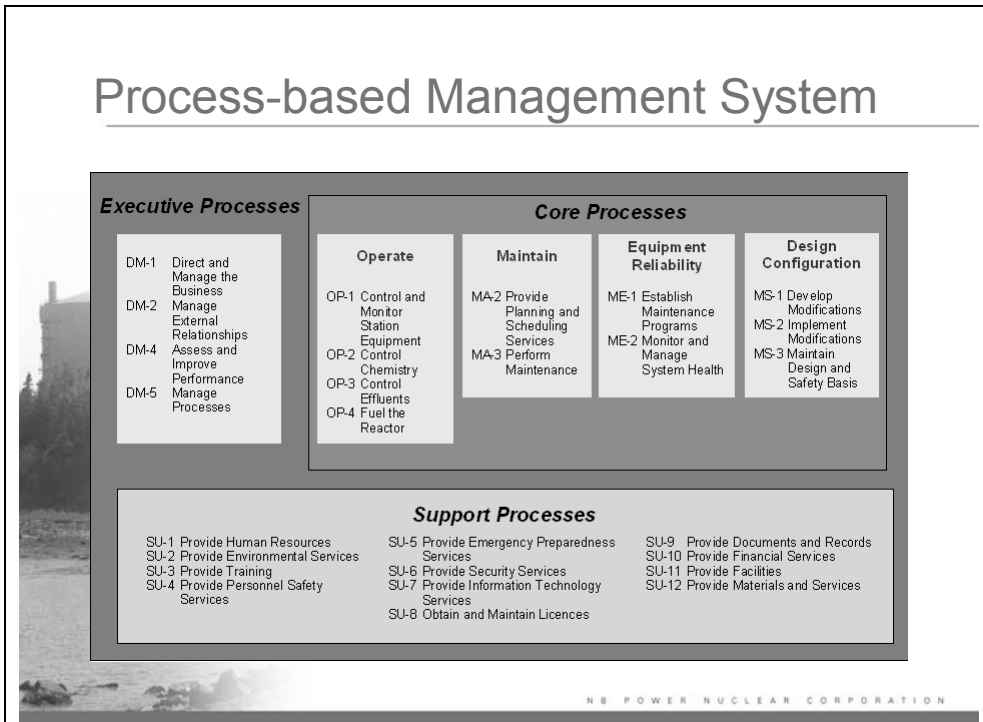 Process-based Management System
Executive Processes
DM-1 Direct and
Manage the
Business
DM-2 Manage
External
Relationships
DM-4 Assess and
Improve
Performance
DM-5 Manage
Processes
Core Processes
Operate
OP-1 Control and
Monitor
Station
Equipment
OP-2 Control
Chemistry
OP-3 Control
Effluents
OP-4 Fuel the
Reactor
Maintain
MA-2 Provide
Planning and
Scheduling
Services
MA-3 Perform
Maintenance
Equipment
Reliability
ME-1 Establish
Maintenance
Programs
ME-2 Monitor and
Manage
System Health
Design
Configuration
MS-1 Develop
Modifications
MS-2 Implement
Modifications
MS-3 Maintain
Design and
Safety Basis
Support Processes
SU-1 Provide Human Resources
SU-2 Provide Environmental Services
SU-3 Provide Training
SU-4 Provide Personnel Safety
Services
SU-5 Provide Emergency Preparedness
Services
SU-6 Provide Security Services
SU-7 Provide Information Technology
Services
SU-8 Obtain and Maintain Licences
SU-9 Provide Documents and Records
SU-10 Provide Financial Services
SU-11 Provide Facilities
SU-12 Provide Materials and Services
NB POWER NUCLEAR CORPORATION